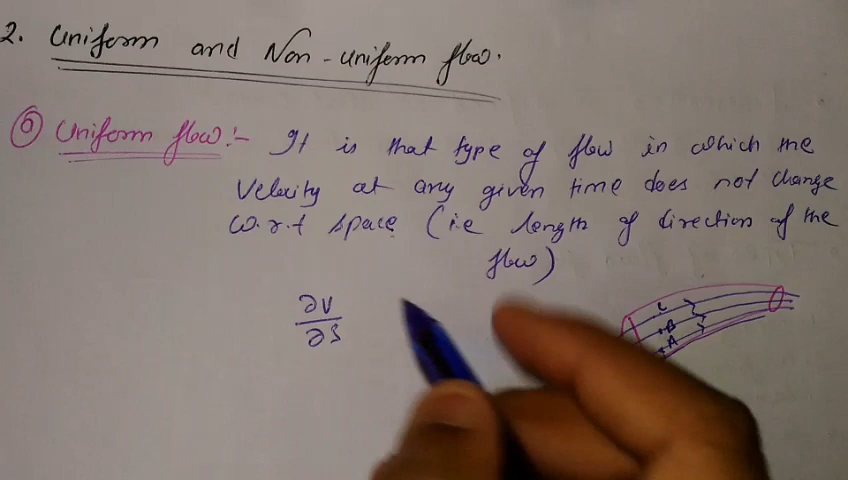 2. Uniform and Non-uniform flow.
ⓐ Uniform flow:- It is that type of flow in which the
Velocity at any given time does not change
w.r.t space (i.e length of direction of the
flow)
∂V
∂S
C
B
A